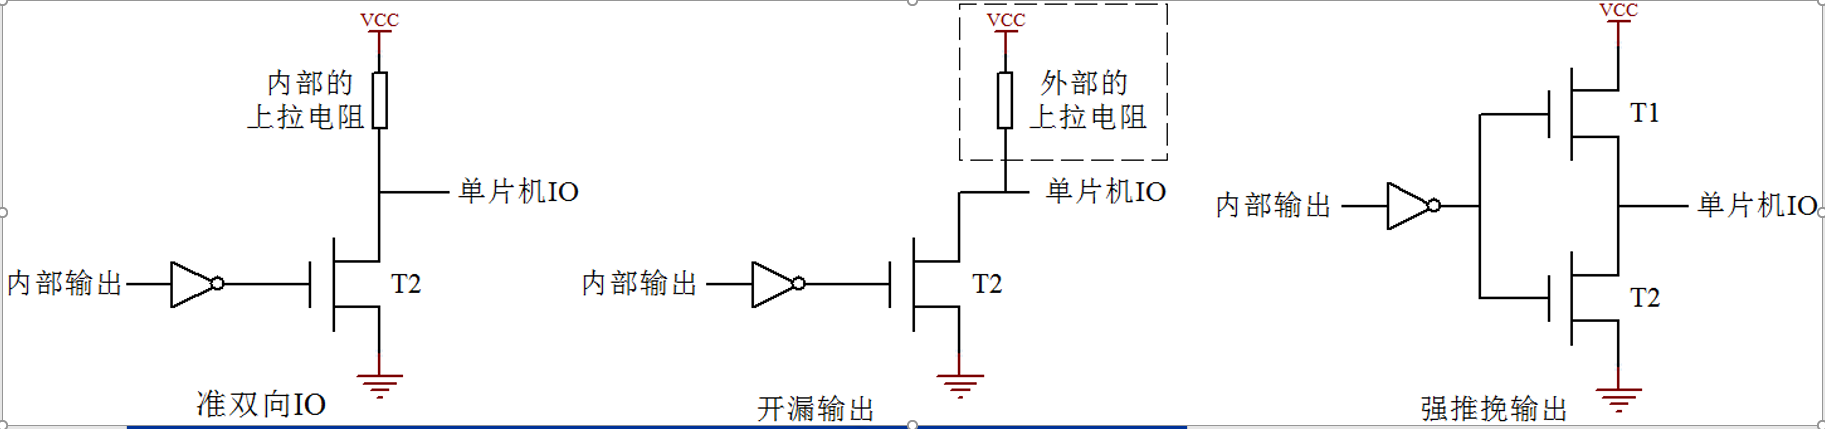 VCC
内部的
上拉电阻
单片机IO
内部输出
T2
准双向IO
VCC
外部的
上拉电阻
单片机IO
内部输出
T2
开漏输出
VCC
T1
内部输出
单片机IO
T2
强推挽输出